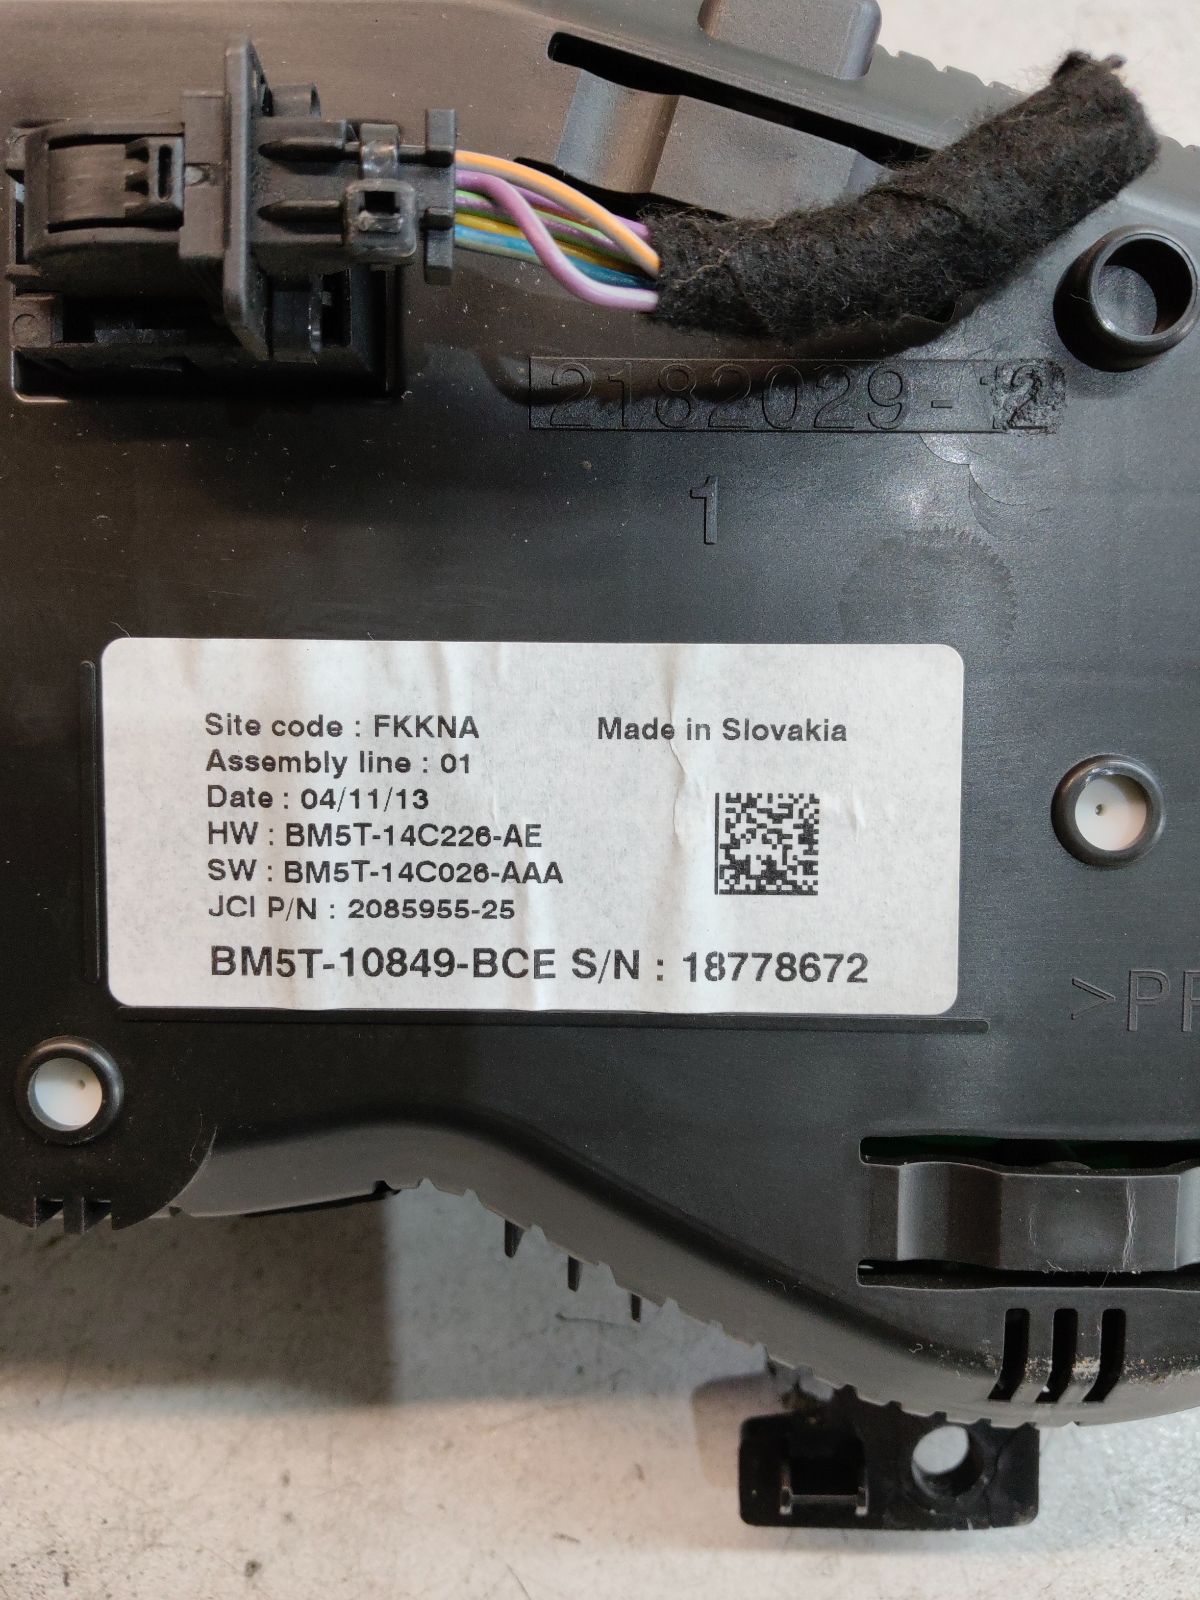 2182029-12
1
Site code : FKKNA
Made in Slovakia
Assembly line : 01
Date : 04/11/13
HW : BM5T-14C226-AE
SW : BM5T-14C026-AAA
JCI P/N : 2085955-25
BM5T-10849-BCE S/N : 18778672
>PP